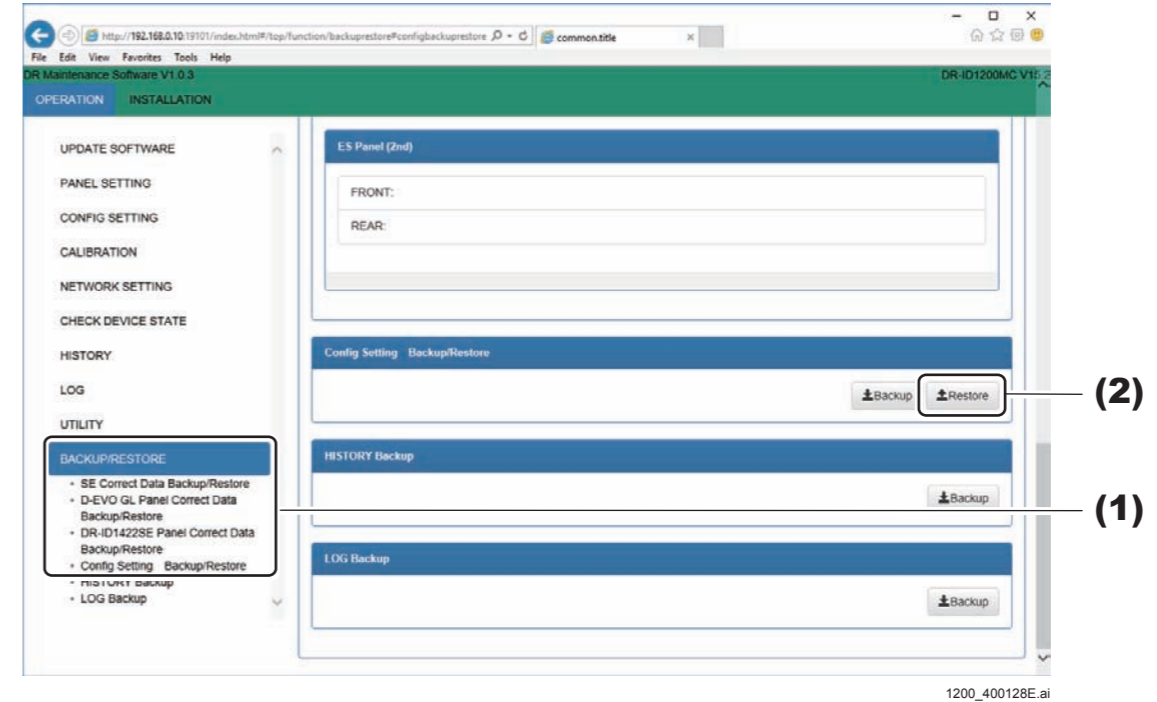 http://192.168.0.10:19101/index.html#/top/function/backuprestore#configbackuprestore
common.title
File Edit View Favorites Tools Help
DR Maintenance Software V1.0.3
DR-ID1200MC V15.2
OPERATION INSTALLATION
UPDATE SOFTWARE
PANEL SETTING
CONFIG SETTING
CALIBRATION
NETWORK SETTING
CHECK DEVICE STATE
HISTORY
LOG
UTILITY
BACKUP/RESTORE
• SE Correct Data Backup/Restore
• D-EVO GL Panel Correct Data
Backup/Restore
• DR-ID1422SE Panel Correct Data
Backup/Restore
• Config Setting Backup/Restore
• HISTORY Backup
• LOG Backup
ES Panel (2nd)
FRONT:
REAR:
Config Setting Backup/Restore
Backup Restore
HISTORY Backup
Backup
LOG Backup
Backup
(2)
(1)
1200_400128E.ai